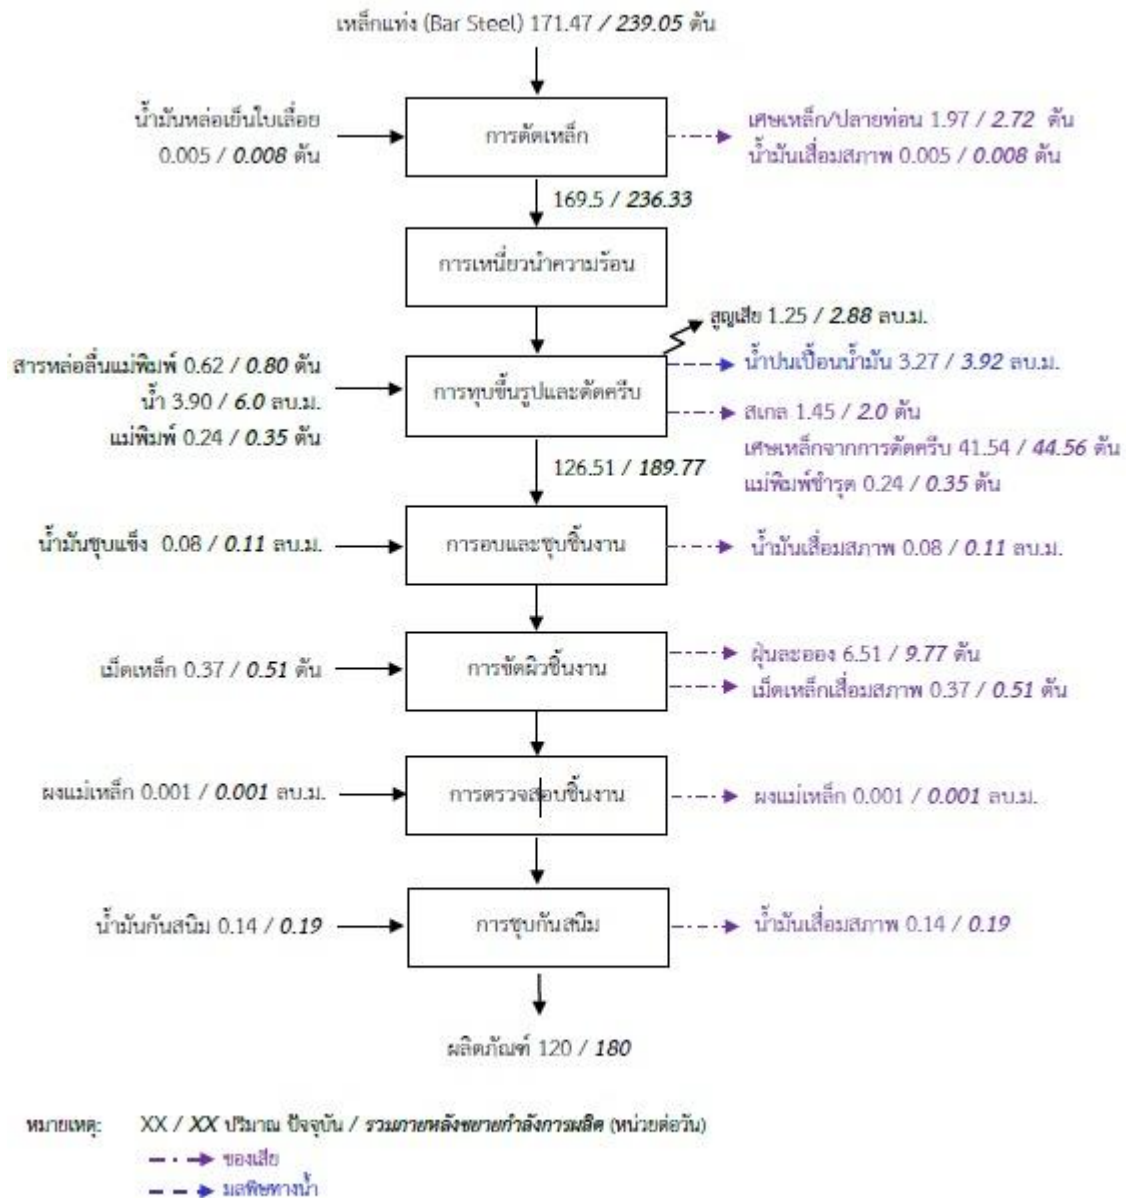 เหล็กแท่ง (Bar Steel) 171.47 / 239.05 ตัน
น้ำมันหล่อเย็นใบเลื่อย
0.005 / 0.008 ตัน
การตัดเหล็ก
เศษเหล็ก/ปลายท่อน 1.97 / 2.72 ตัน
น้ำมันเสื่อมสภาพ 0.005 / 0.008 ตัน
169.5 / 236.33
การเหนี่ยวนำความร้อน
สูญเสีย 1.25 / 2.88 ลบ.ม.
สารหล่อลื่นแม่พิมพ์ 0.62 / 0.80 ตัน
น้ำ 3.90 / 6.0 ลบ.ม.
แม่พิมพ์ 0.24 / 0.35 ตัน
การทุบขึ้นรูปและตัดครีบ
น้ำปนเปื้อนน้ำมัน 3.27 / 3.92 ลบ.ม.
สเกล 1.45 / 2.0 ตัน
เศษเหล็กจากการตัดครีบ 41.54 / 44.56 ตัน
แม่พิมพ์ชำรุด 0.24 / 0.35 ตัน
126.51 / 189.77
น้ำมันชุบแข็ง 0.08 / 0.11 ลบ.ม.
การอบและชุบชิ้นงาน
น้ำมันเสื่อมสภาพ 0.08 / 0.11 ลบ.ม.
เม็ดเหล็ก 0.37 / 0.51 ตัน
การขัดผิวชิ้นงาน
ฝุ่นละออง 6.51 / 9.77 ตัน
เม็ดเหล็กเสื่อมสภาพ 0.37 / 0.51 ตัน
ผงแม่เหล็ก 0.001 / 0.001 ลบ.ม.
การตรวจสอบชิ้นงาน
ผงแม่เหล็ก 0.001 / 0.001 ลบ.ม.
น้ำมันกันสนิม 0.14 / 0.19
การชุบกันสนิม
น้ำมันเสื่อมสภาพ 0.14 / 0.19
ผลิตภัณฑ์ 120 / 180
หมายเหตุ: XX / XX ปริมาณ ปัจจุบัน / รวมภายหลังขยายกำลังการผลิต (หน่วยต่อวัน)
ของเสีย
มลพิษทางน้ำ